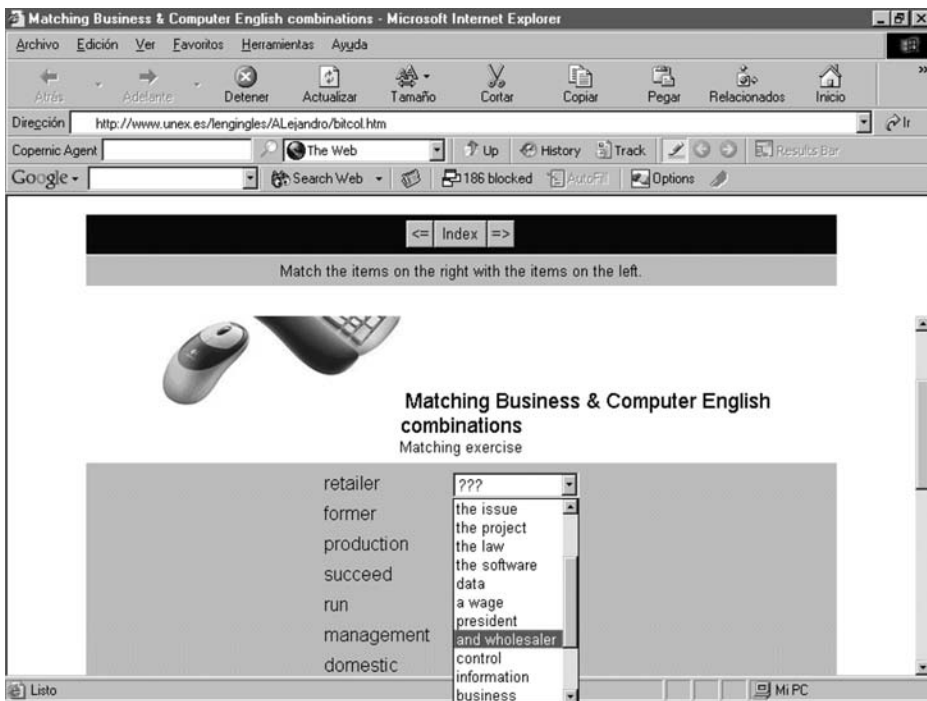 Matching Business & Computer English combinations - Microsoft Internet Explorer
Archivo Edición Ver Favoritos Herramientas Ayuda
Atrás Adelante Detener Actualizar Tamaño Cortar Copiar Pegar Relacionados Inicio »
Dirección http://www.unex.es/lengingles/ALejandro/bitcol.htm Ir
Copernic Agent The Web Up History Track Results Bar
Google Search Web 186 blocked AutoFill Options
<= Index =>
Match the items on the right with the items on the left.
Matching Business & Computer English
combinations
Matching exercise
retailer ???
former
production
succeed
run
management
domestic
the issue
the project
the law
the software
data
a wage
president
and wholesaler
control
information
business
Listo Mi PC